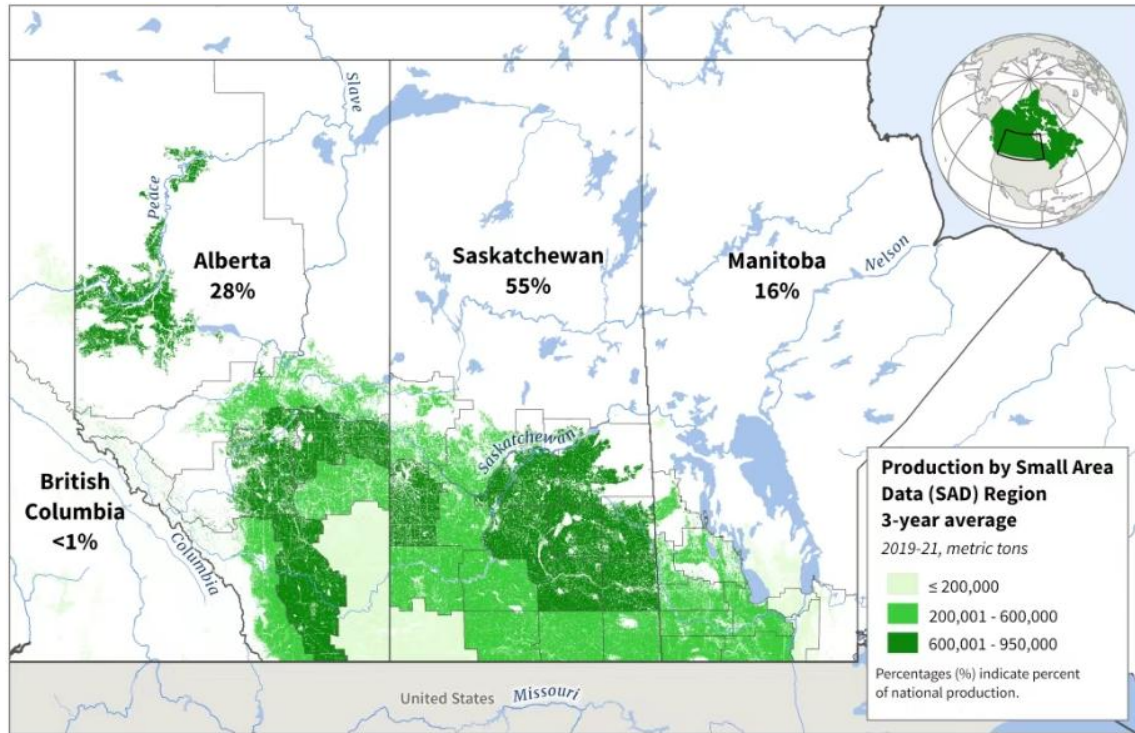 Slave
Peace
Alberta
28%
Saskatchewan
55%
Manitoba
16%
Nelson
Saskatchewan
British
Columbia
<1%
Columbia
United States
Missouri
Production by Small Area
Data (SAD) Region
3-year average
2019-21, metric tons
≤ 200,000
200,001 - 600,000
600,001 - 950,000
Percentages (%) indicate percent
of national production.